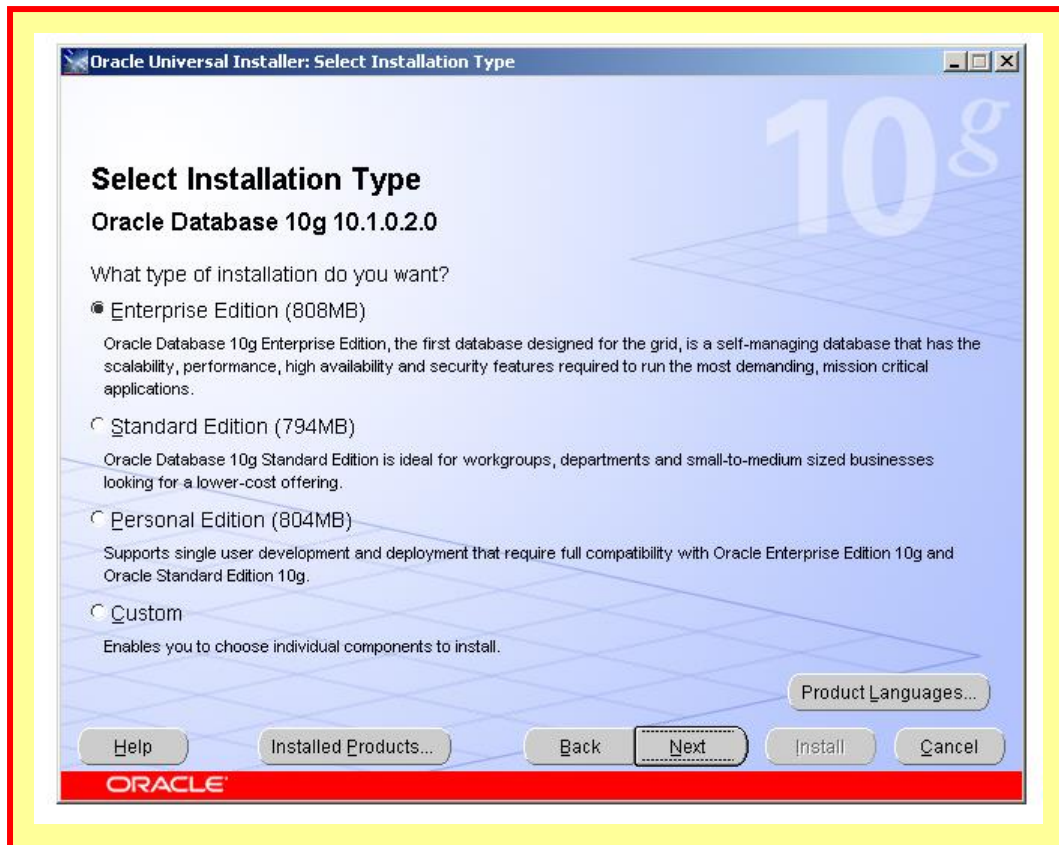 Oracle Universal Installer: Select Installation Type
10g
Select Installation Type
Oracle Database 10g 10.1.0.2.0
What type of installation do you want?
Enterprise Edition (808MB)
Oracle Database 10g Enterprise Edition, the first database designed for the grid, is a self-managing database that has the
scalability, performance, high availability and security features required to run the most demanding, mission critical
applications.
Standard Edition (794MB)
Oracle Database 10g Standard Edition is ideal for workgroups, departments and small-to-medium sized businesses
looking for a lower-cost offering.
Personal Edition (804MB)
Supports single user development and deployment that require full compatibility with Oracle Enterprise Edition 10g and
Oracle Standard Edition 10g.
Custom
Enables you to choose individual components to install.
Product Languages...
Help Installed Products... Back Next Install Cancel
ORACLE